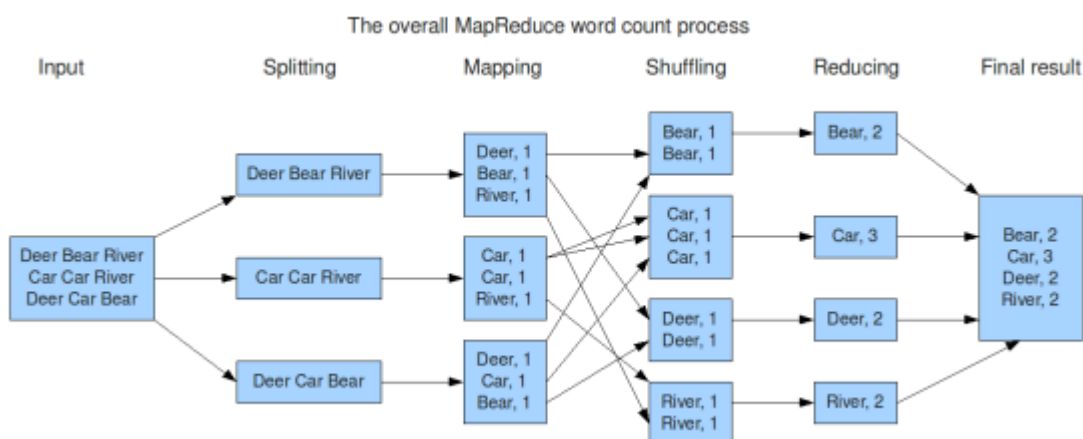 The overall MapReduce word count process
Input
Splitting
Mapping
Shuffling
Reducing
Final result
Deer Bear River
Car Car River
Deer Car Bear
Deer Bear River
Car Car River
Deer Car Bear
Deer, 1
Bear, 1
River, 1
Car, 1
Car, 1
River, 1
Deer, 1
Car, 1
Bear, 1
Bear, 1
Bear, 1
Car, 1
Car, 1
Car, 1
Deer, 1
Deer, 1
River, 1
River, 1
Bear, 2
Car, 3
Deer, 2
River, 2
Bear, 2
Car, 3
Deer, 2
River, 2